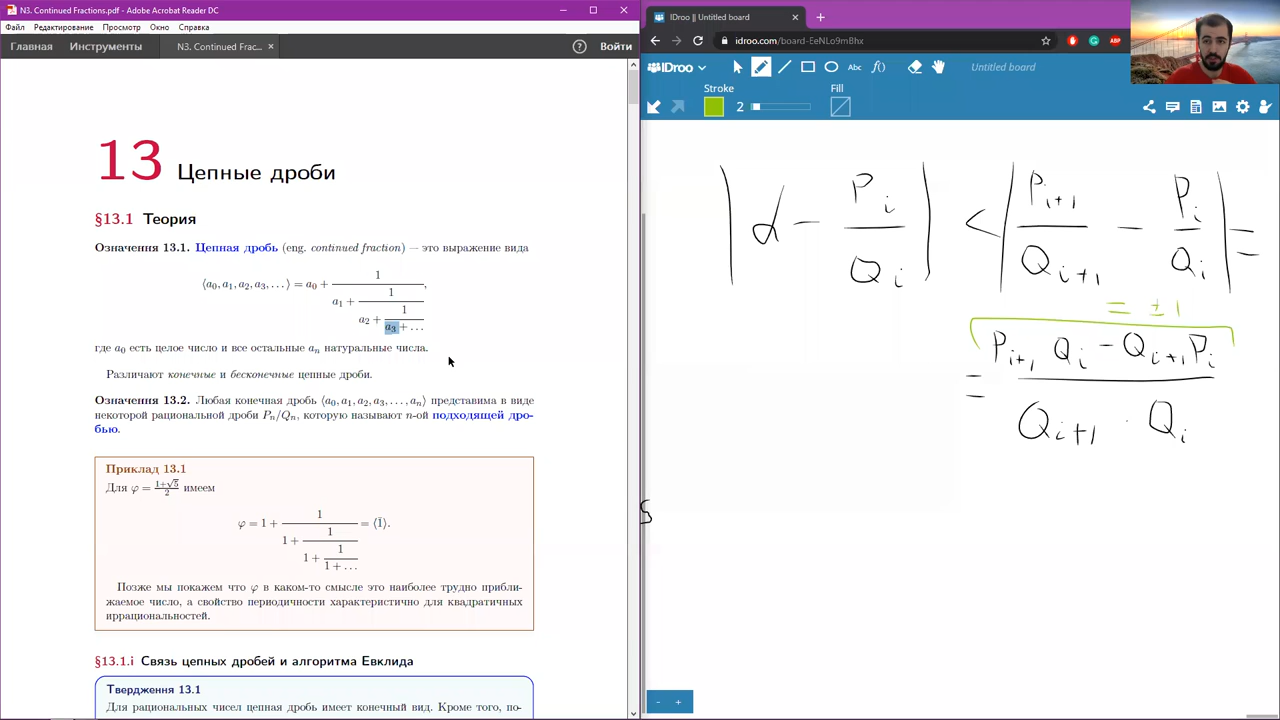 N3. Continued Fractions.pdf - Adobe Acrobat Reader DC
Файл Редактирование Просмотр Окно Справка
Главная Инструменты N3. Continued Frac... × ? Войти
13 Цепные дроби
§13.1 Теория
Означення 13.1. Цепная дробь (eng. continued fraction) — это выражение вида
⟨a₀, a₁, a₂, a₃, . . . ⟩ = a₀ + 1/(a₁ + 1/(a₂ + 1/(a₃ + . . .))),
где a₀ есть целое число и все остальные aₙ натуральные числа.
Различают конечные и бесконечные цепные дроби.
Означення 13.2. Любая конечная дробь ⟨a₀, a₁, a₂, a₃, . . . , aₙ⟩ представима в виде
некоторой рациональной дроби Pₙ/Qₙ, которую называют n-ой подходящей дро-
бью.
Приклад 13.1
Для φ = (1+√5)/2 имеем
φ = 1 + 1/(1 + 1/(1 + 1/(1 + . . .))) = ⟨1̄⟩.
Позже мы покажем что φ в каком-то смысле это наиболее трудно прибли-
жаемое число, а свойство периодичности характеристично для квадратичных
иррациональностей.
§13.1.i Связь цепных дробей и алгоритма Евклида
Твердження 13.1
Для рациональных чисел цепная дробь имеет конечный вид. Кроме того, по-
IDroo || Untitled board
idroo.com/board-EeNLo9mBhx
ABP
IDroo Abc f() Untitled board
Stroke Fill
2
|α − Pᵢ/Qᵢ| < |Pᵢ₊₁/Qᵢ₊₁ − Pᵢ/Qᵢ| =
= ±1
= (Pᵢ₊₁ Qᵢ − Qᵢ₊₁ Pᵢ)/(Qᵢ₊₁ · Qᵢ)
- +